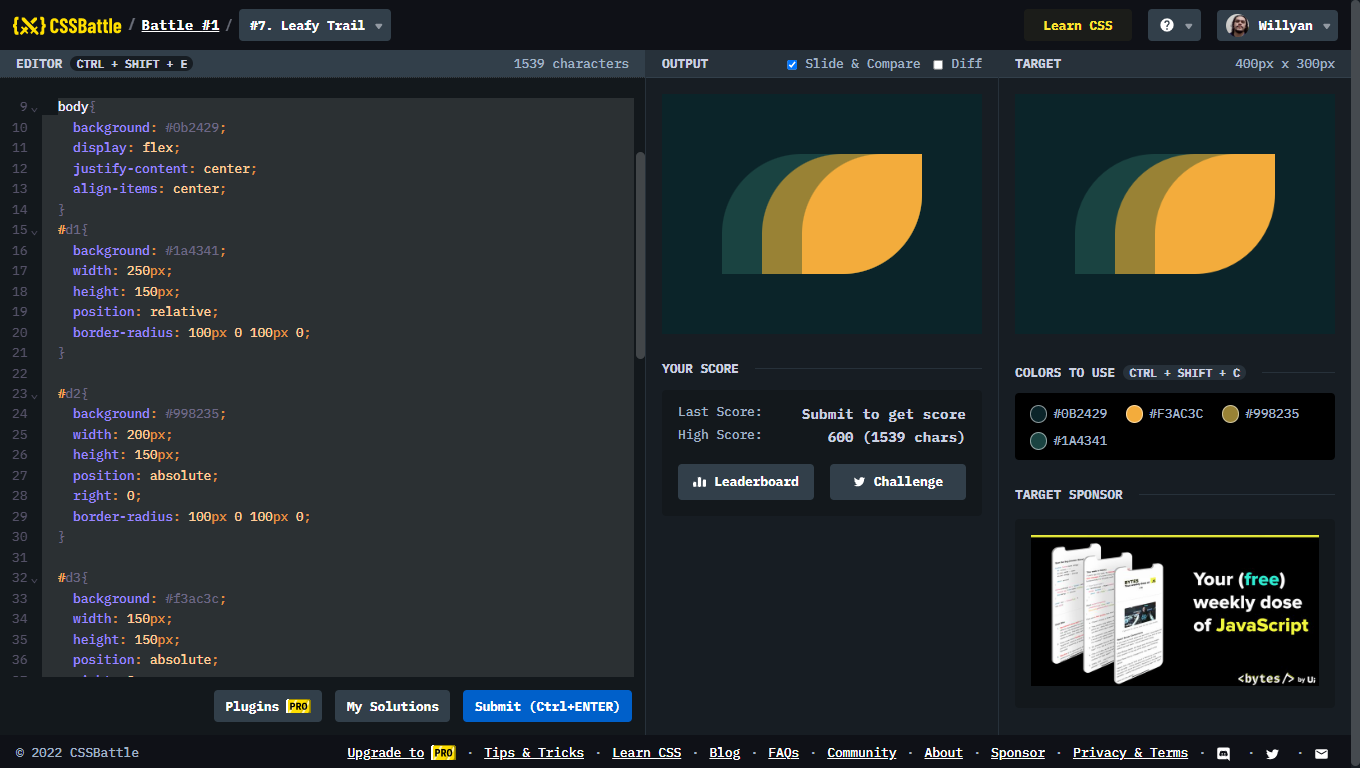 {X} CSSBattle / Battle #1 / #7. Leafy Trail
Learn CSS
?
Willyan
EDITOR CTRL + SHIFT + E
1539 characters
9 body{
10 background: #0b2429;
11 display: flex;
12 justify-content: center;
13 align-items: center;
14 }
15 #d1{
16 background: #1a4341;
17 width: 250px;
18 height: 150px;
19 position: relative;
20 border-radius: 100px 0 100px 0;
21 }
22
23 #d2{
24 background: #998235;
25 width: 200px;
26 height: 150px;
27 position: absolute;
28 right: 0;
29 border-radius: 100px 0 100px 0;
30 }
31
32 #d3{
33 background: #f3ac3c;
34 width: 150px;
35 height: 150px;
36 position: absolute;
Plugins PRO
My Solutions
Submit (Ctrl+ENTER)
OUTPUT
Slide & Compare
Diff
YOUR SCORE
Last Score: Submit to get score
High Score: 600 (1539 chars)
Leaderboard
Challenge
TARGET
400px x 300px
COLORS TO USE CTRL + SHIFT + C
#0B2429 #F3AC3C #998235
#1A4341
TARGET SPONSOR
BYTES
Your (free)
weekly dose
of JavaScript
<bytes/> by ui
© 2022 CSSBattle
Upgrade to PRO · Tips & Tricks · Learn CSS · Blog · FAQs · Community · About · Sponsor · Privacy & Terms · · ·